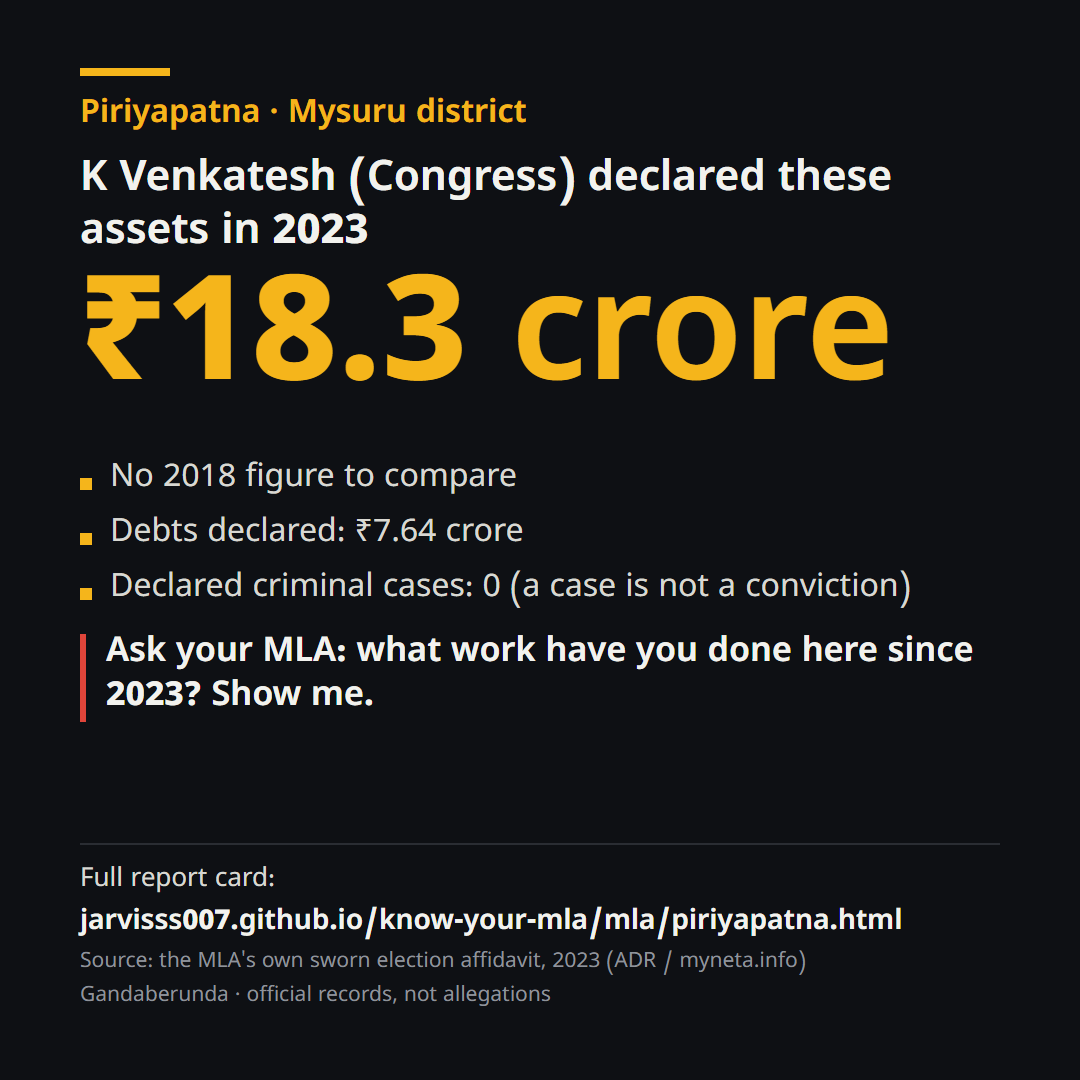 Piriyapatna · Mysuru district
K Venkatesh (Congress) declared these
assets in 2023
₹18.3 crore
No 2018 figure to compare
Debts declared: ₹7.64 crore
Declared criminal cases: 0 (a case is not a conviction)
Ask your MLA: what work have you done here since
2023? Show me.
Full report card:
jarvisss007.github.io/know-your-mla/mla/piriyapatna.html
Source: the MLA's own sworn election affidavit, 2023 (ADR / myneta.info)
Gandaberunda · official records, not allegations